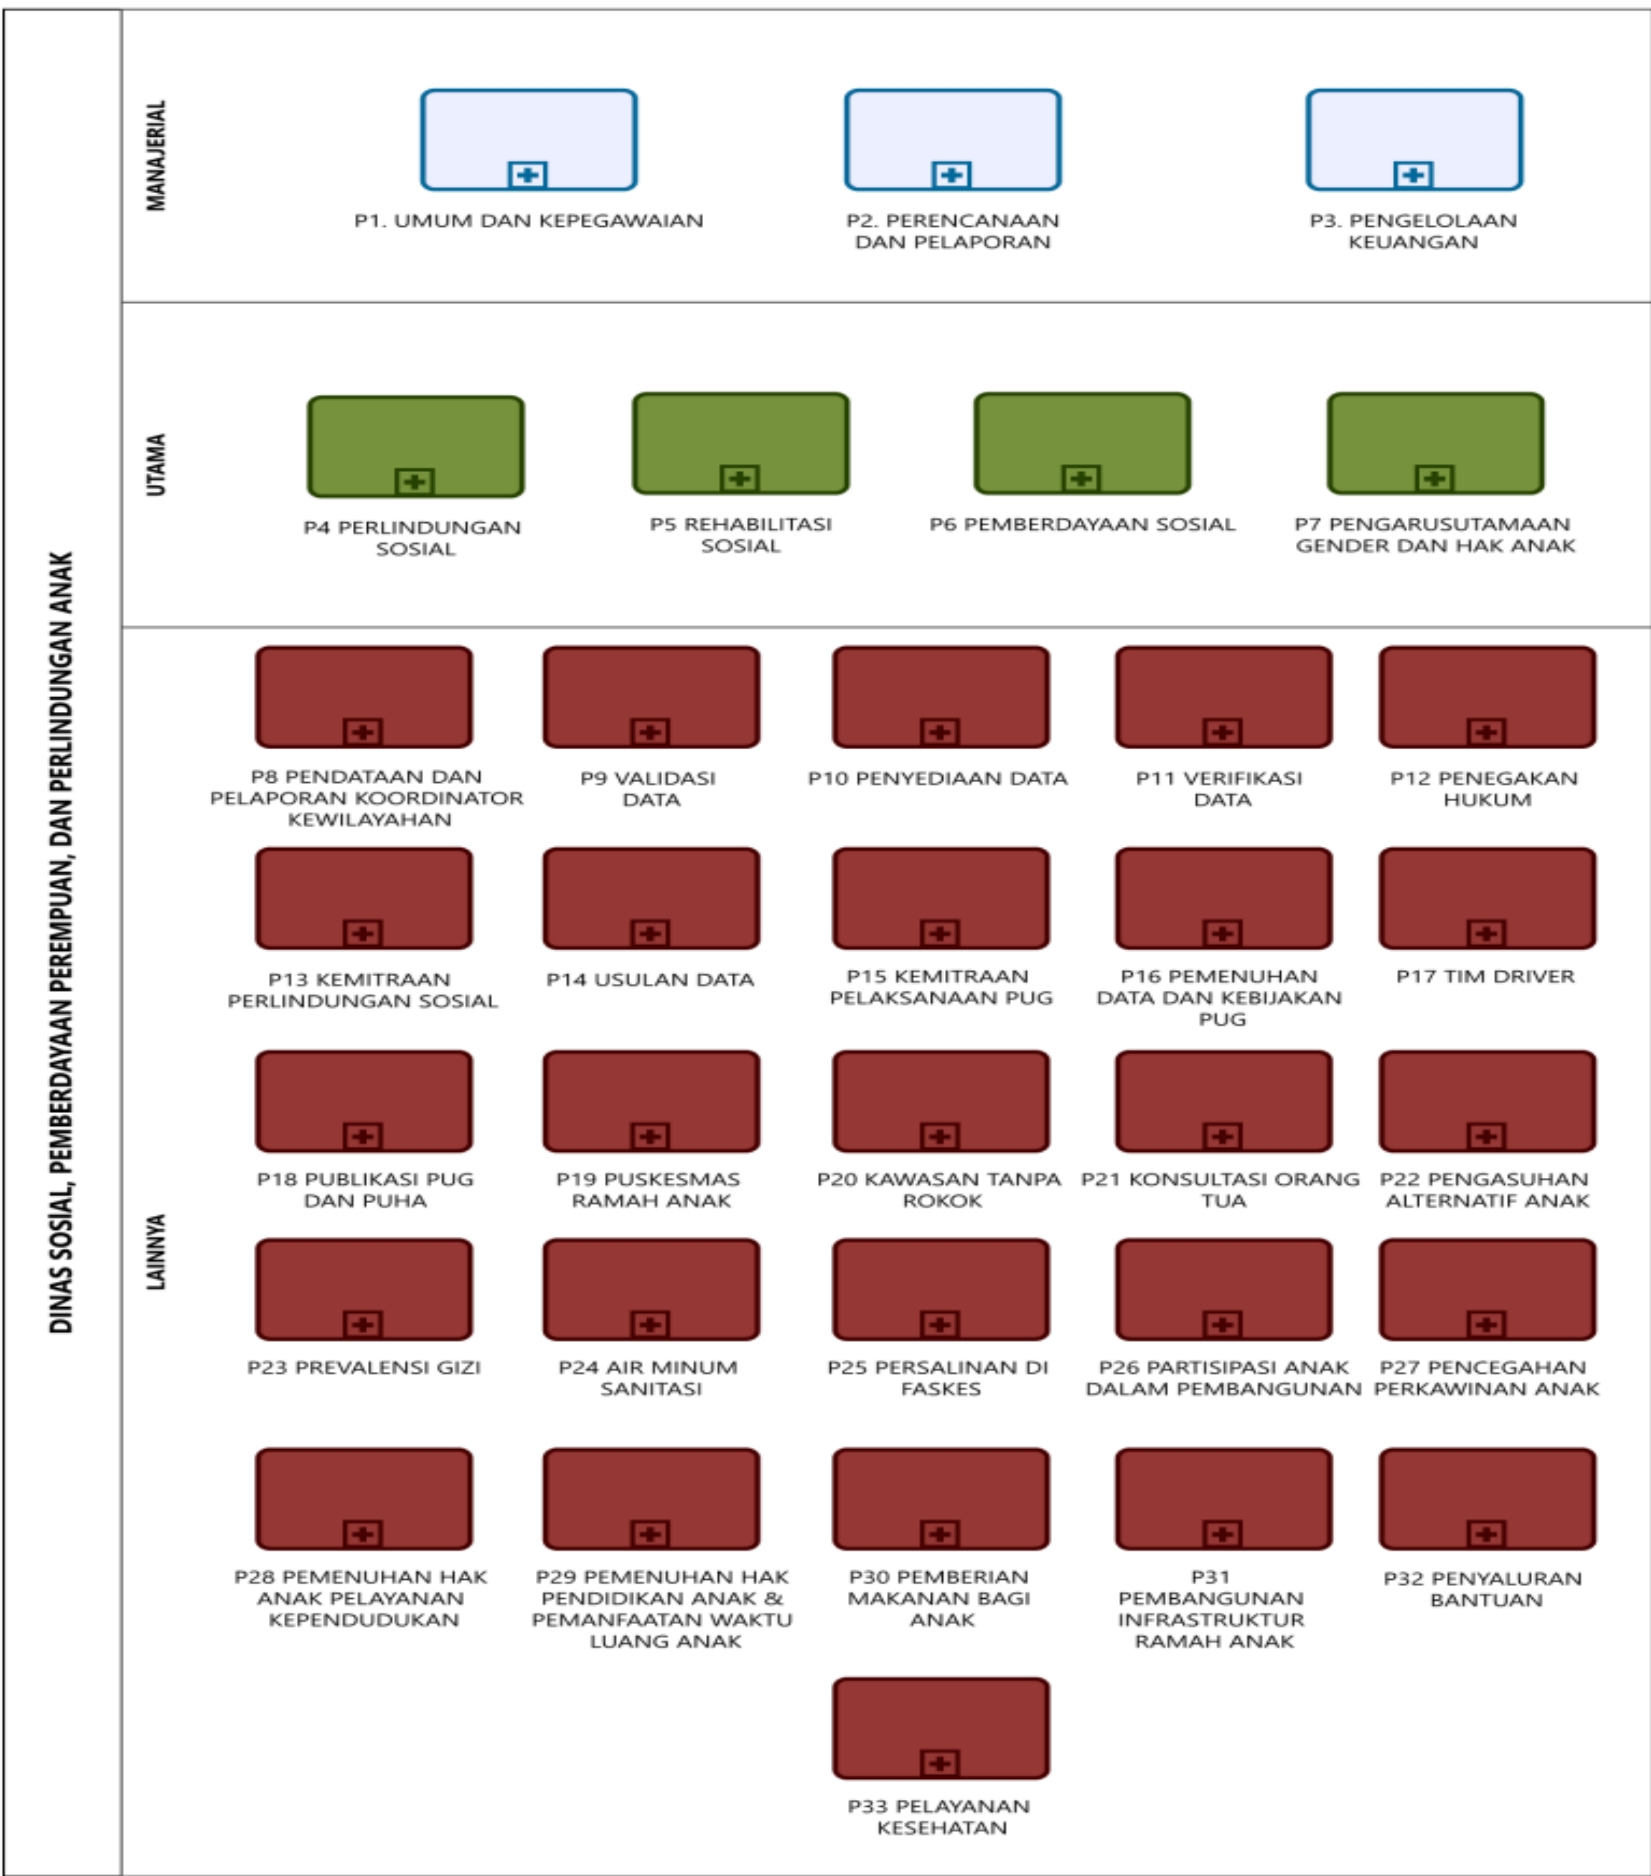 DINAS SOSIAL, PEMBERDAYAAN PEREMPUAN, DAN PERLINDUNGAN ANAK
MANAJERIAL
P1. UMUM DAN KEPEGAWAIAN
P2. PERENCANAAN
DAN PELAPORAN
P3. PENGELOLAAN
KEUANGAN
UTAMA
P4 PERLINDUNGAN
SOSIAL
P5 REHABILITASI
SOSIAL
P6 PEMBERDAYAAN SOSIAL
P7 PENGARUSUTAMAAN
GENDER DAN HAK ANAK
LAINNYA
P8 PENDATAAN DAN
PELAPORAN KOORDINATOR
KEWILAYAHAN
P9 VALIDASI
DATA
P10 PENYEDIAAN DATA
P11 VERIFIKASI
DATA
P12 PENEGAKAN
HUKUM
P13 KEMITRAAN
PERLINDUNGAN SOSIAL
P14 USULAN DATA
P15 KEMITRAAN
PELAKSANAAN PUG
P16 PEMENUHAN
DATA DAN KEBIJAKAN
PUG
P17 TIM DRIVER
P18 PUBLIKASI PUG
DAN PUHA
P19 PUSKESMAS
RAMAH ANAK
P20 KAWASAN TANPA
ROKOK
P21 KONSULTASI ORANG
TUA
P22 PENGASUHAN
ALTERNATIF ANAK
P23 PREVALENSI GIZI
P24 AIR MINUM
SANITASI
P25 PERSALINAN DI
FASKES
P26 PARTISIPASI ANAK
DALAM PEMBANGUNAN
P27 PENCEGAHAN
PERKAWINAN ANAK
P28 PEMENUHAN HAK
ANAK PELAYANAN
KEPENDUDUKAN
P29 PEMENUHAN HAK
PENDIDIKAN ANAK &
PEMANFAATAN WAKTU
LUANG ANAK
P30 PEMBERIAN
MAKANAN BAGI
ANAK
P31
PEMBANGUNAN
INFRASTRUKTUR
RAMAH ANAK
P32 PENYALURAN
BANTUAN
P33 PELAYANAN
KESEHATAN